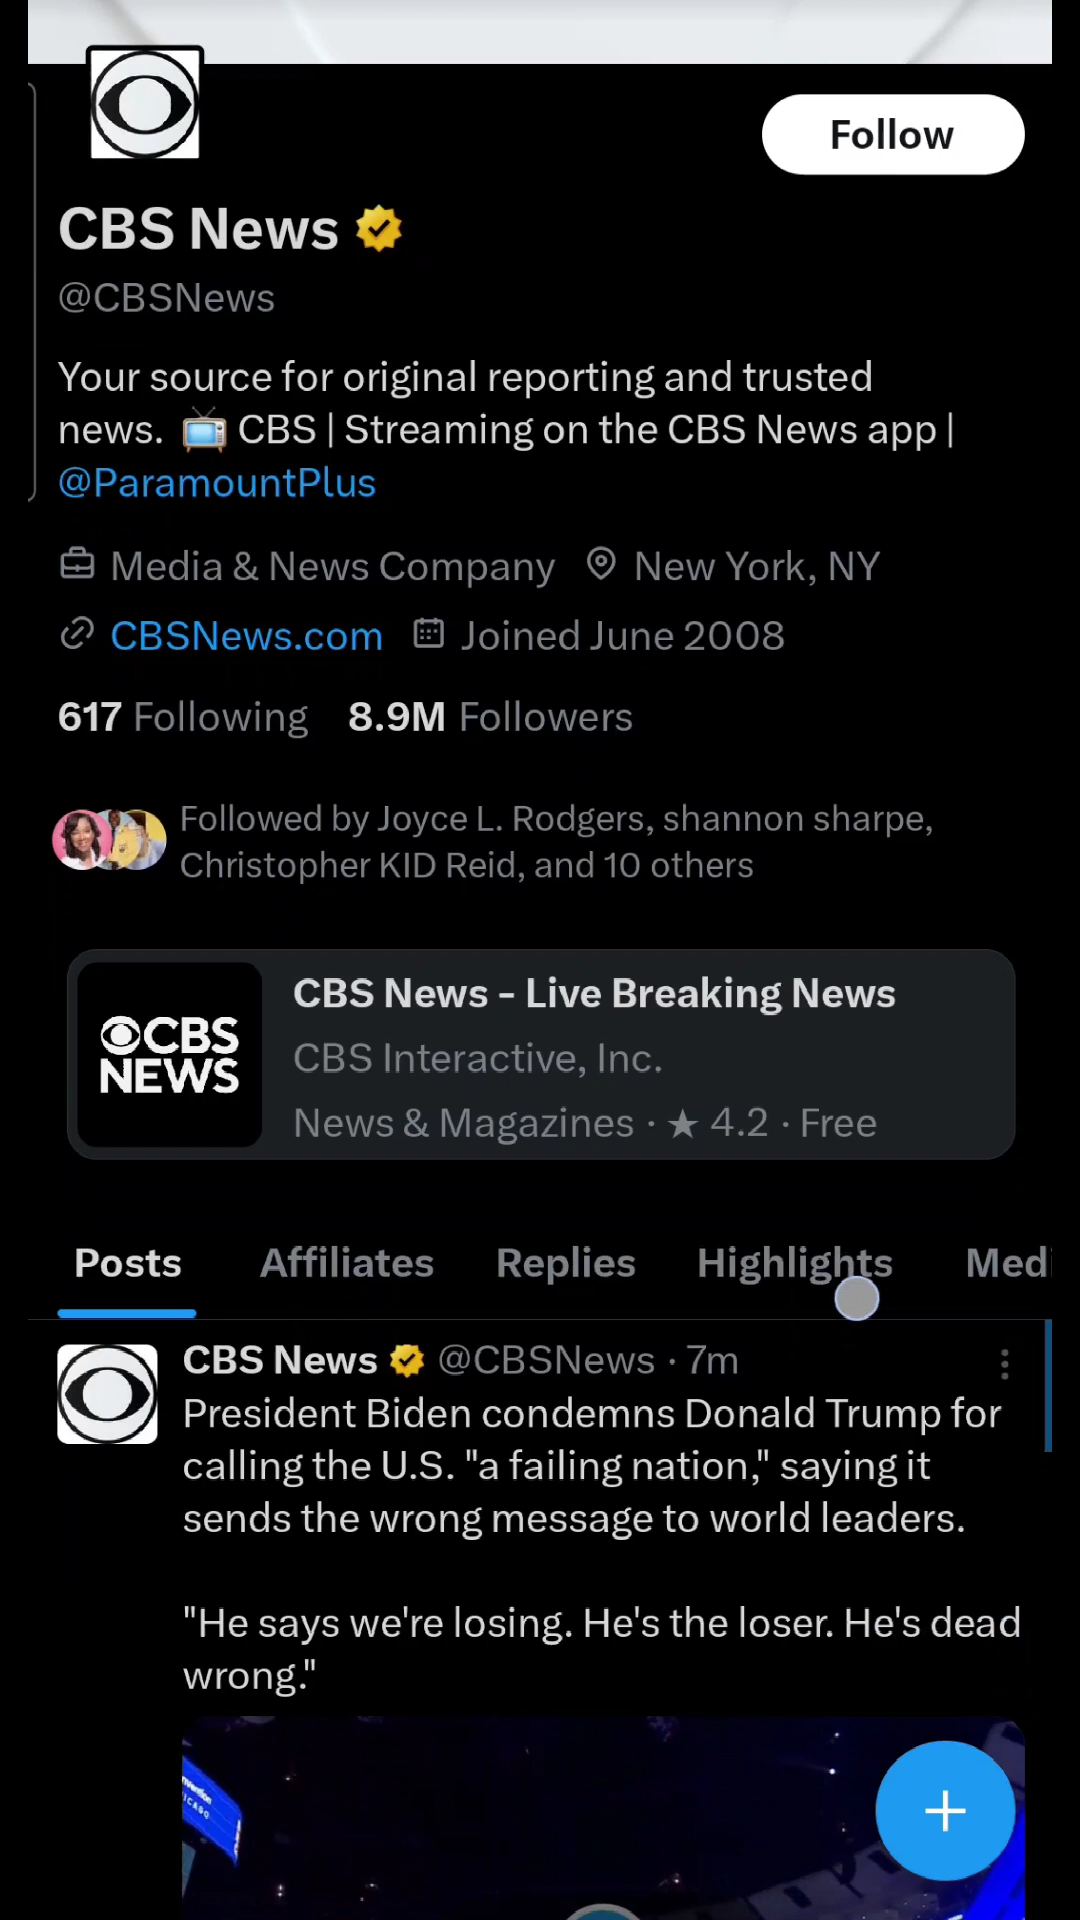 Follow
CBS News
@CBSNews
Your source for original reporting and trusted
news. 📺 CBS | Streaming on the CBS News app |
@ParamountPlus
Media & News Company New York, NY
CBSNews.com Joined June 2008
617 Following 8.9M Followers
Followed by Joyce L. Rodgers, shannon sharpe,
Christopher KID Reid, and 10 others
CBS NEWS
CBS News - Live Breaking News
CBS Interactive, Inc.
News & Magazines · ★ 4.2 · Free
Posts Affiliates Replies Highlights Medi
CBS News @CBSNews · 7m
President Biden condemns Donald Trump for
calling the U.S. "a failing nation," saying it
sends the wrong message to world leaders.
"He says we're losing. He's the loser. He's dead
wrong."